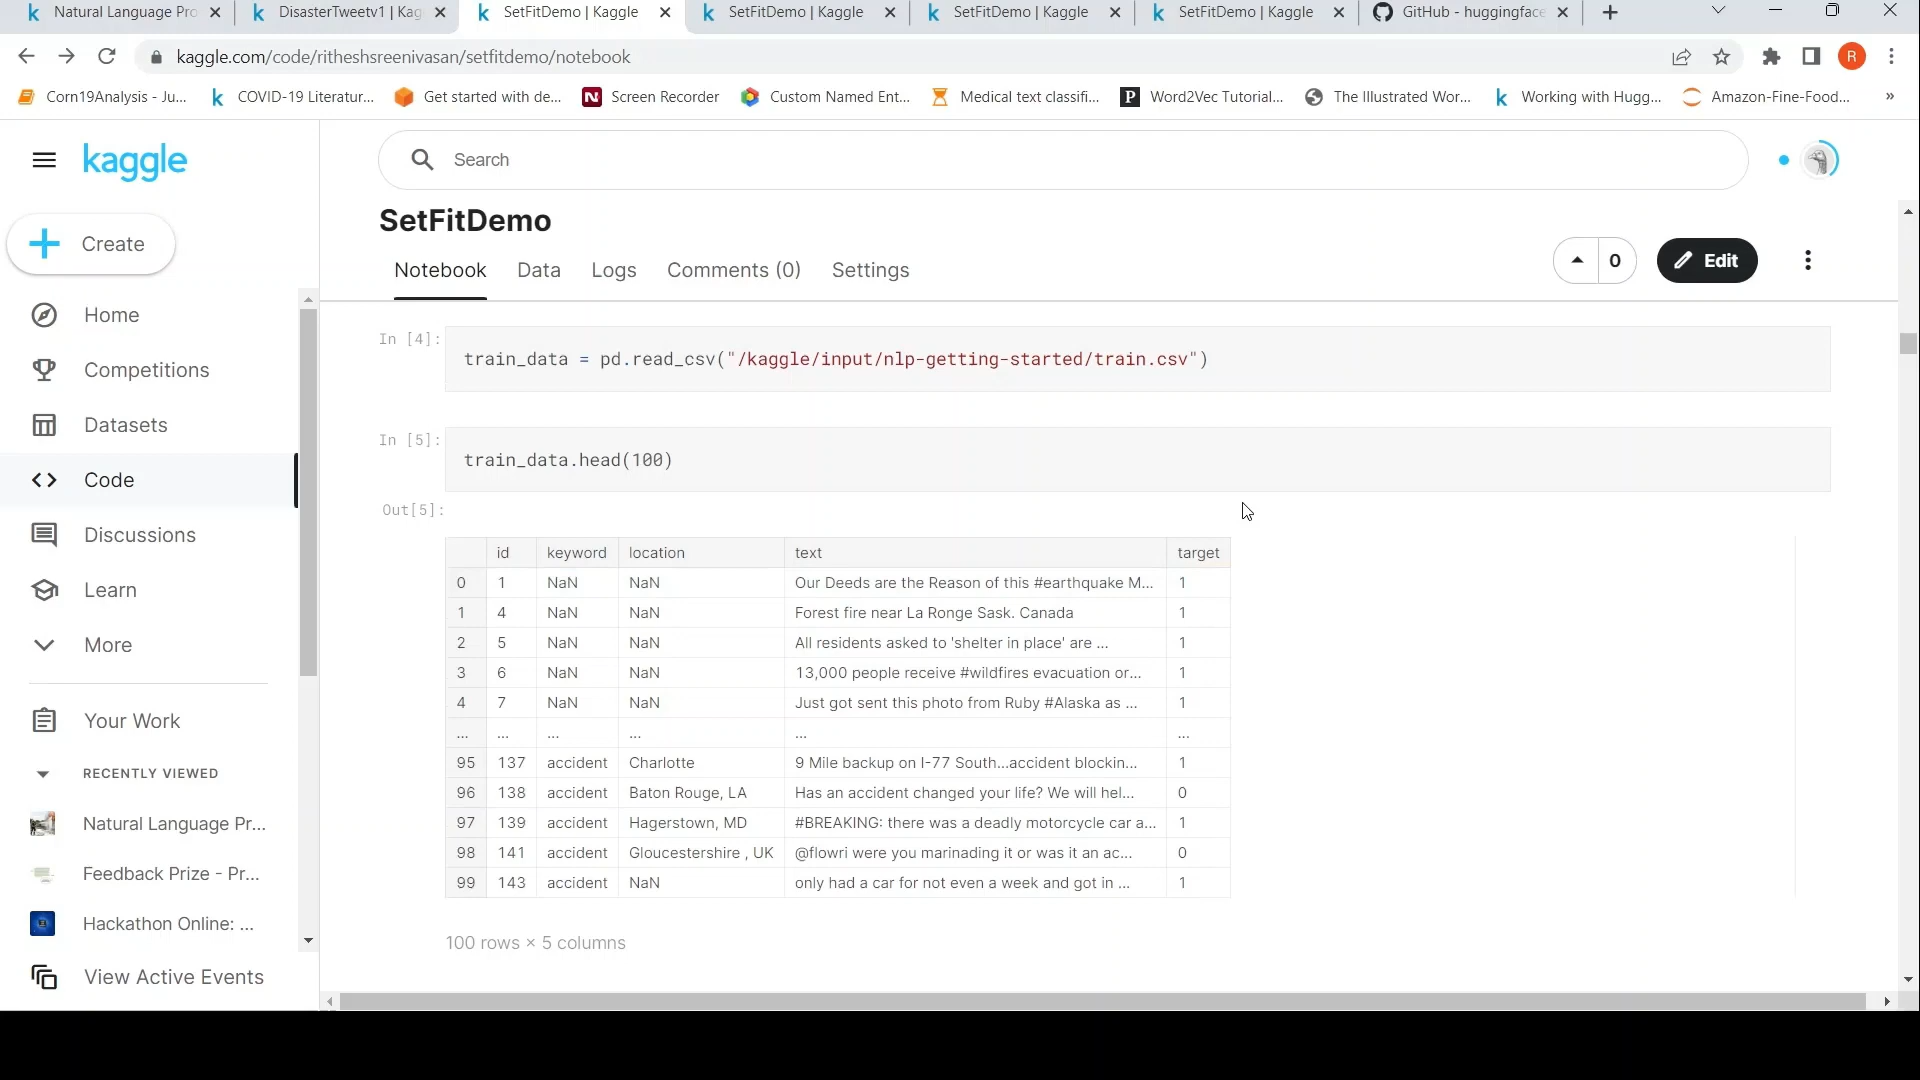 Natural Language Pro
DisasterTweetv1 | Kag
SetFitDemo | Kaggle
SetFitDemo | Kaggle
SetFitDemo | Kaggle
SetFitDemo | Kaggle
GitHub - huggingface
kaggle.com/code/ritheshsreenivasan/setfitdemo/notebook
R
Corn19Analysis - Ju...
COVID-19 Literatur...
Get started with de...
Screen Recorder
Custom Named Ent...
Medical text classifi...
Word2Vec Tutorial...
The Illustrated Wor...
Working with Hugg...
Amazon-Fine-Food...
»
kaggle
Search
Create
Home
Competitions
Datasets
Code
Discussions
Learn
More
Your Work
RECENTLY VIEWED
Natural Language Pr...
Feedback Prize - Pr...
Hackathon Online: ...
View Active Events
SetFitDemo
Notebook Data Logs Comments (0) Settings
0
Edit
In [4]:
train_data = pd.read_csv("/kaggle/input/nlp-getting-started/train.csv")
In [5]:
train_data.head(100)
Out[5]:
id keyword location text target
0 1 NaN NaN Our Deeds are the Reason of this #earthquake M... 1
1 4 NaN NaN Forest fire near La Ronge Sask. Canada 1
2 5 NaN NaN All residents asked to 'shelter in place' are ... 1
3 6 NaN NaN 13,000 people receive #wildfires evacuation or... 1
4 7 NaN NaN Just got sent this photo from Ruby #Alaska as ... 1
... ... ... ... ... ...
95 137 accident Charlotte 9 Mile backup on I-77 South...accident blockin... 1
96 138 accident Baton Rouge, LA Has an accident changed your life? We will hel... 0
97 139 accident Hagerstown, MD #BREAKING: there was a deadly motorcycle car a... 1
98 141 accident Gloucestershire , UK @flowri were you marinading it or was it an ac... 0
99 143 accident NaN only had a car for not even a week and got in ... 1
100 rows × 5 columns